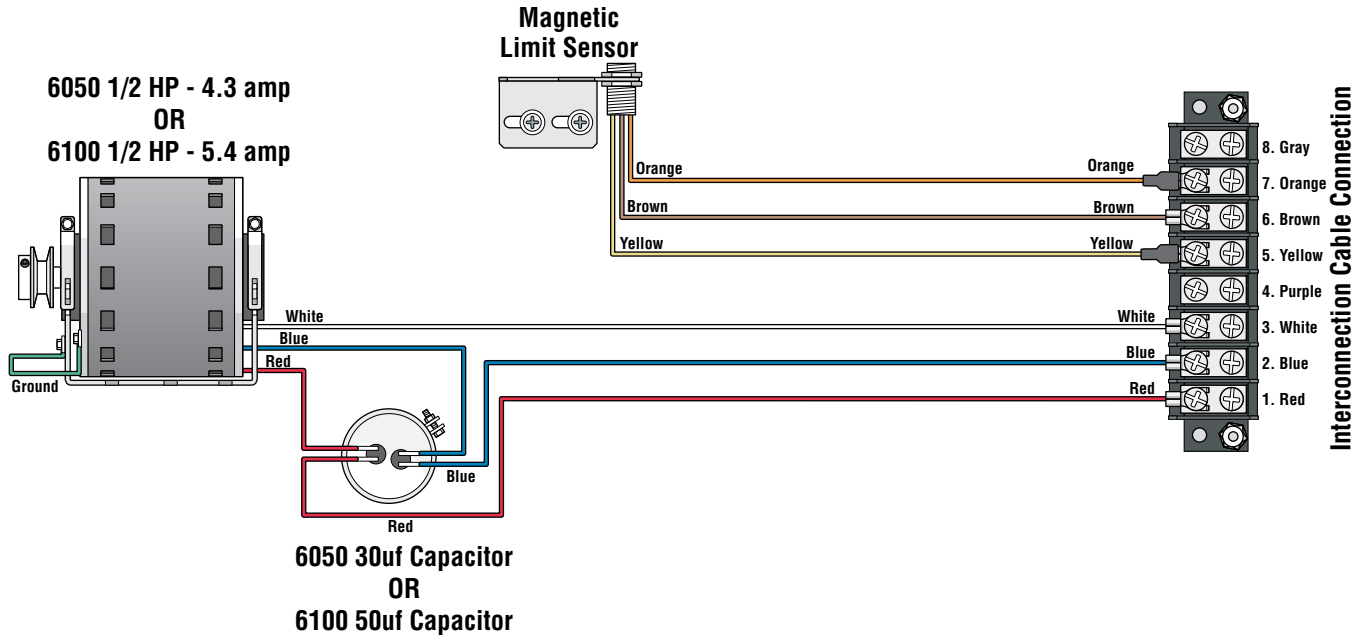 Magnetic
Limit Sensor
6050 1/2 HP - 4.3 amp
OR
6100 1/2 HP - 5.4 amp
Orange
Orange
Brown
Brown
Yellow
Yellow
White
White
Blue
Blue
Red
Red
Ground
Blue
Red
6050 30uf Capacitor
OR
6100 50uf Capacitor
8. Gray
7. Orange
6. Brown
5. Yellow
4. Purple
3. White
2. Blue
1. Red
Interconnection Cable Connection